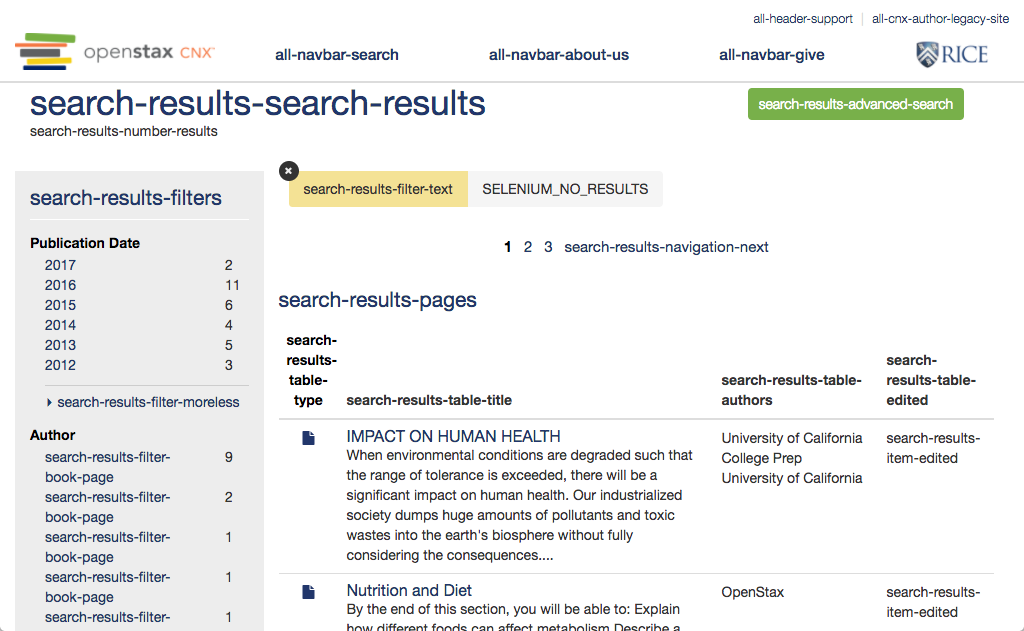 all-header-support all-cnx-author-legacy-site
openstax CNX
all-navbar-search all-navbar-about-us all-navbar-give
RICE
search-results-search-results
search-results-advanced-search
search-results-number-results
search-results-filters
Publication Date
2017 2
2016 11
2015 6
2014 4
2013 5
2012 3
search-results-filter-moreless
Author
search-results-filter- 9
book-page
search-results-filter- 2
book-page
search-results-filter- 1
book-page
search-results-filter- 1
book-page
search-results-filter- 1
search-results-filter-text SELENIUM_NO_RESULTS
1 2 3 search-results-navigation-next
search-results-pages
search-
results-
table-
type
search-results-table-title
search-results-table-
authors
search-
results-table-
edited
IMPACT ON HUMAN HEALTH
When environmental conditions are degraded such that
the range of tolerance is exceeded, there will be a
significant impact on human health. Our industrialized
society dumps huge amounts of pollutants and toxic
wastes into the earth's biosphere without fully
considering the consequences....
University of California
College Prep
University of California
search-results-
item-edited
Nutrition and Diet
By the end of this section, you will be able to: Explain
how different foods can affect metabolism Describe a
OpenStax
search-results-
item-edited